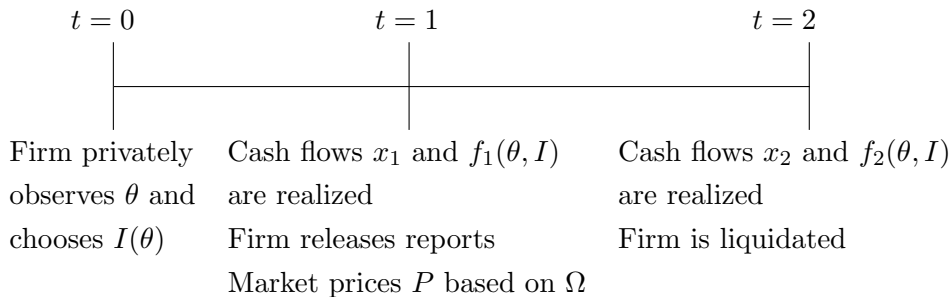 t = 0 t = 1 t = 2
Firm privately
observes θ and
chooses I(θ)
Cash flows x₁ and f₁(θ, I)
are realized
Firm releases reports
Market prices P based on Ω
Cash flows x₂ and f₂(θ, I)
are realized
Firm is liquidated